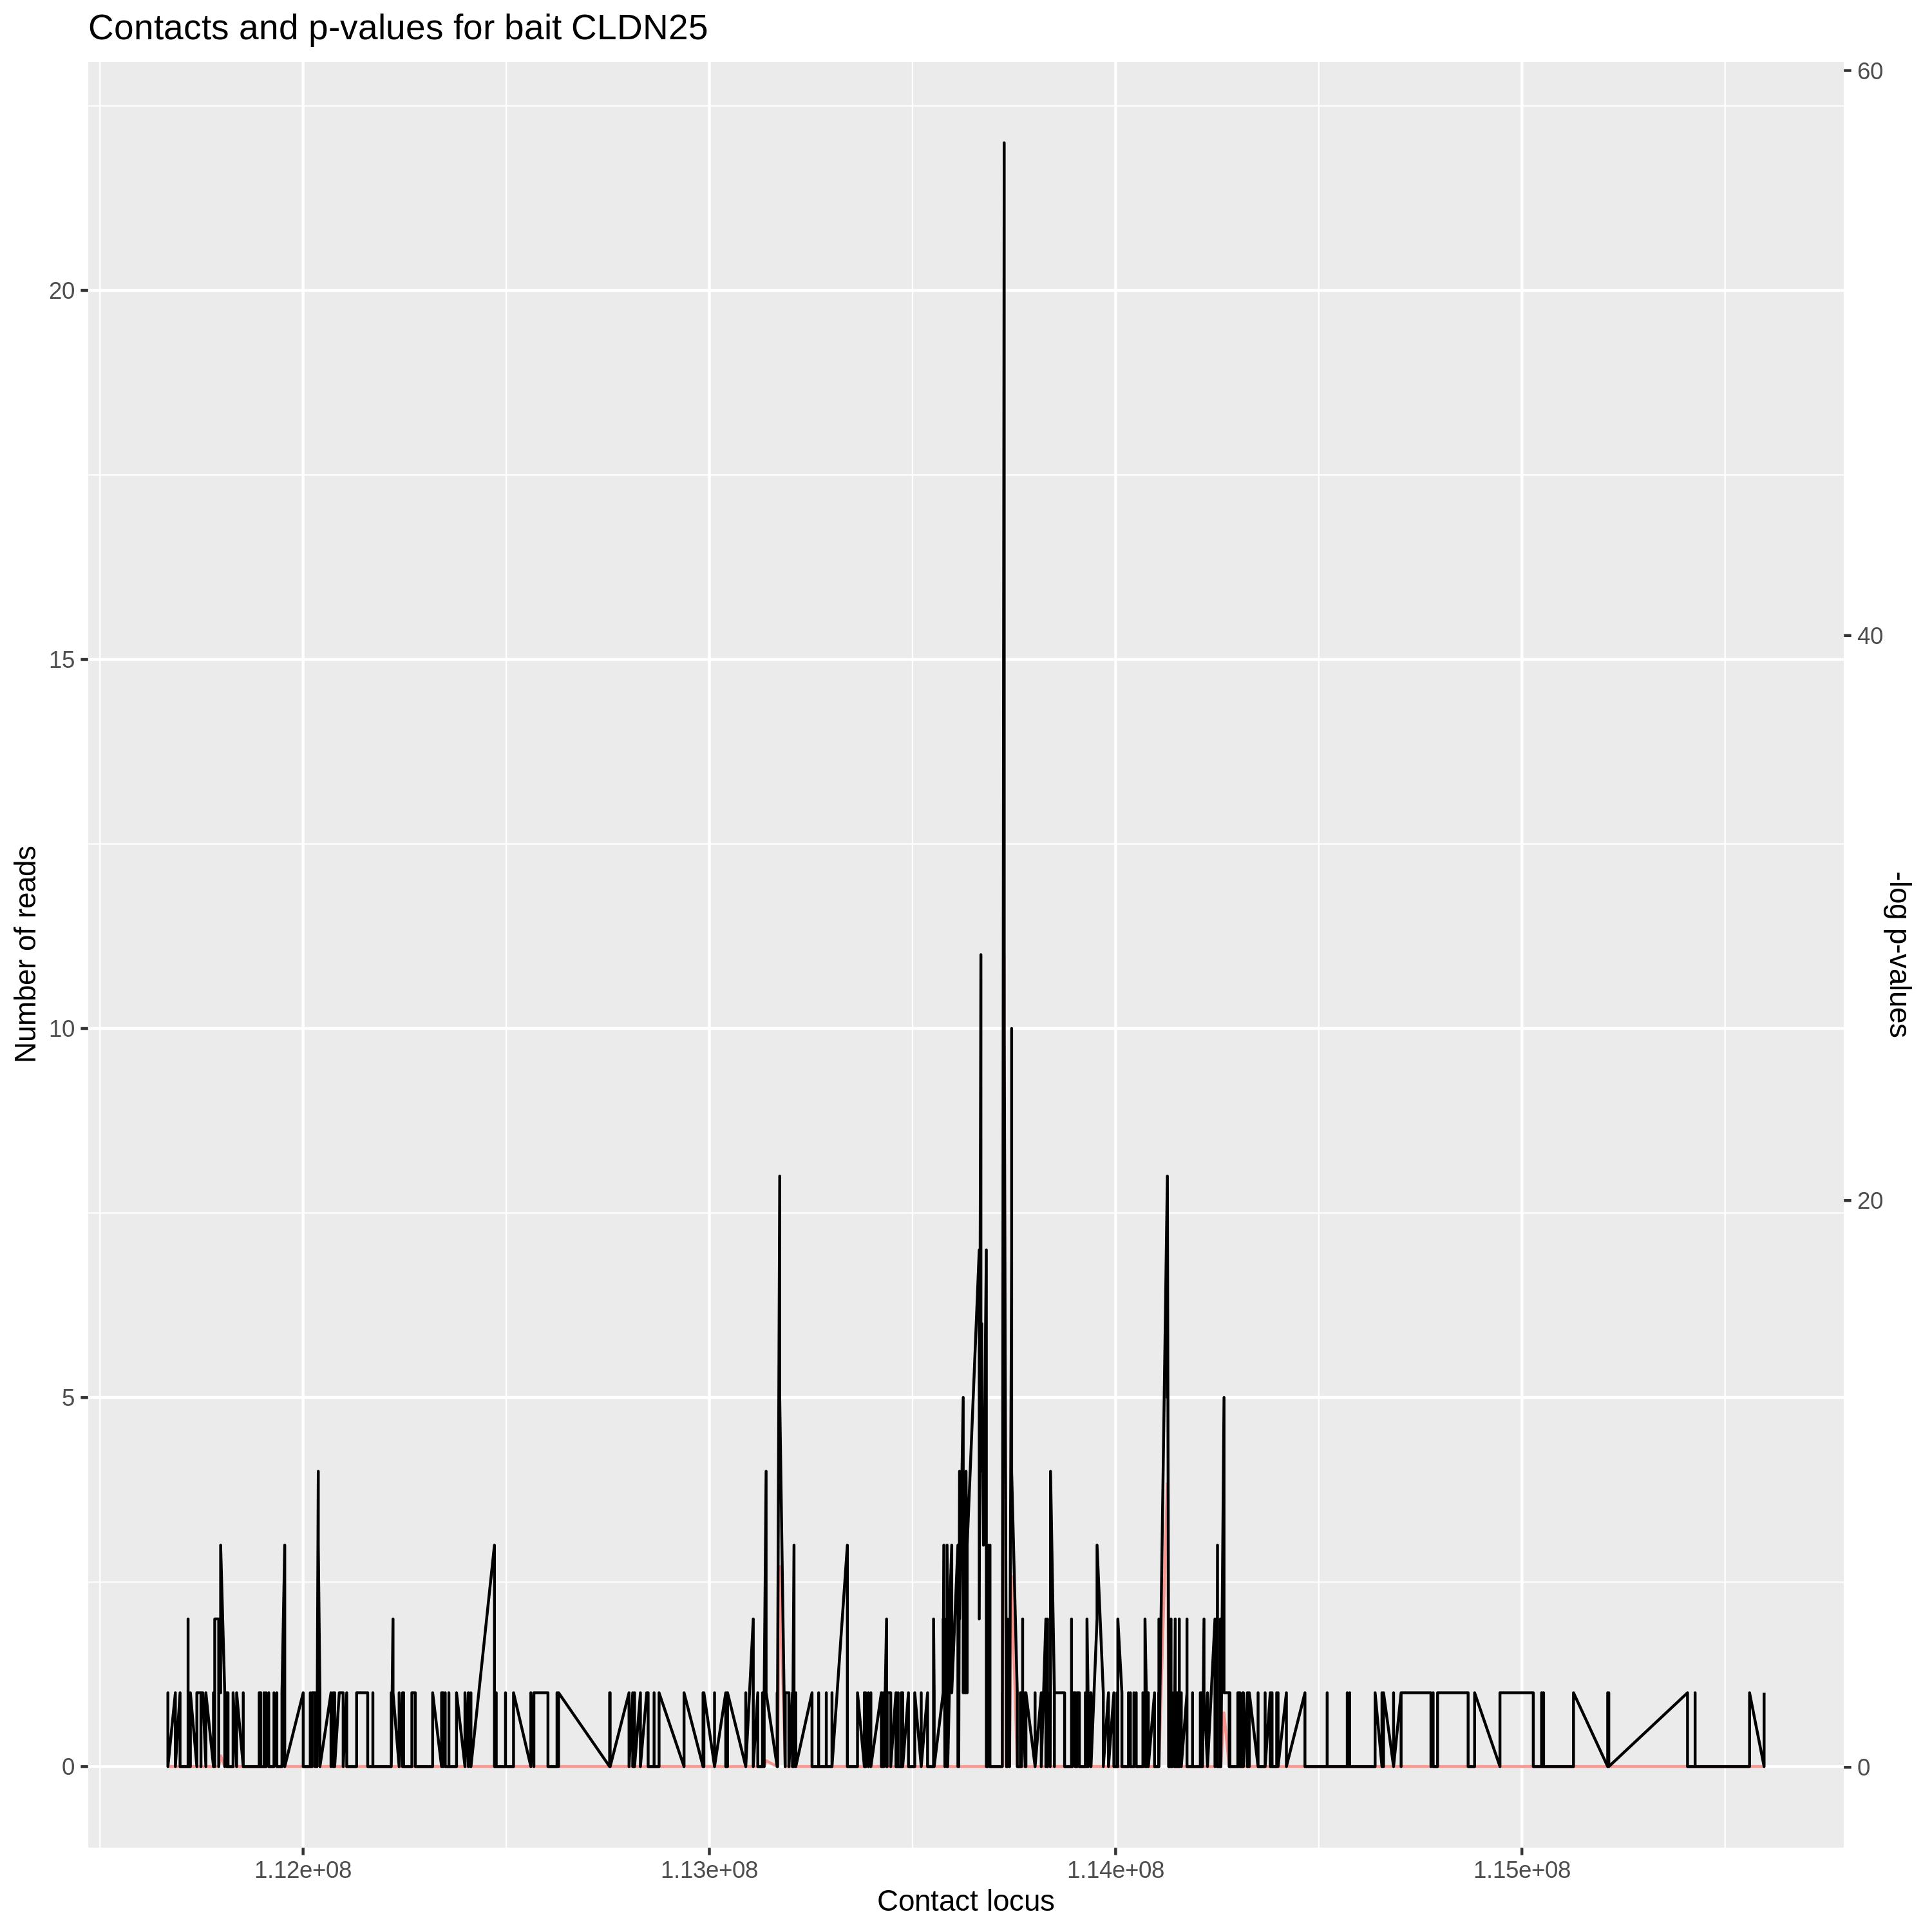 Contacts and p-values for bait CLDN25
60
20
15
40
10
20
5
0
0
Number of reads
-log p-values
1.12e+08
1.13e+08
1.14e+08
1.15e+08
Contact locus